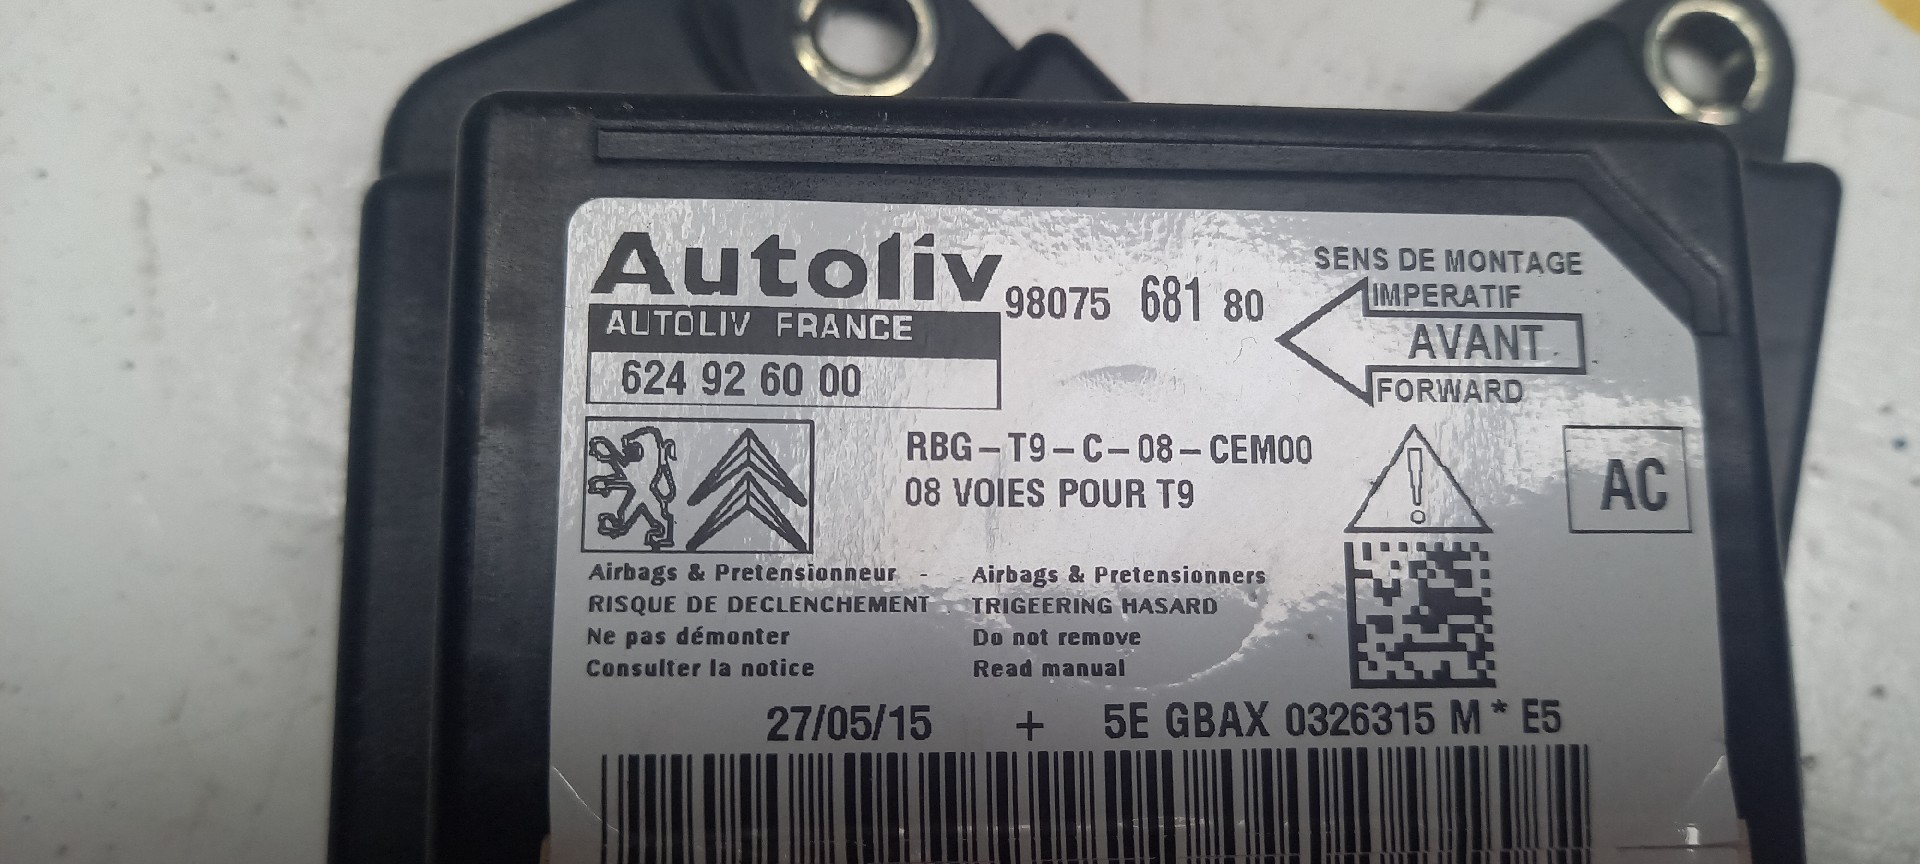 Autoliv
AUTOLIV FRANCE
624 92 60 00
98075 681 80
SENS DE MONTAGE
IMPERATIF
AVANT
FORWARD
RBG-T9-C-08-CEM00
08 VOIES POUR T9
AC
Airbags & Pretensionneur -
RISQUE DE DECLENCHEMENT
Ne pas démonter
Consulter la notice
Airbags & Pretensionners
TRIGEERING HASARD
Do not remove
Read manual
27/05/15 + 5E GBAX 0326315 M * E5